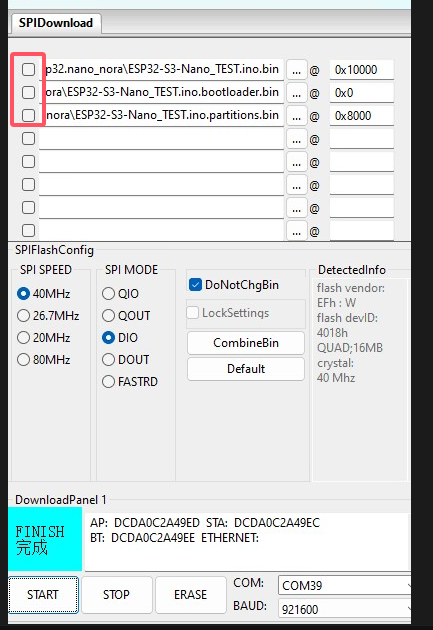 SPIDownload
p32.nano_nora\ESP32-S3-Nano_TEST.ino.bin ... @ 0x10000
ora\ESP32-S3-Nano_TEST.ino.bootloader.bin ... @ 0x0
nora\ESP32-S3-Nano_TEST.ino.partitions.bin ... @ 0x8000
... @
... @
... @
... @
... @
SPIFlashConfig
SPI SPEED
40MHz
26.7MHz
20MHz
80MHz
SPI MODE
QIO
QOUT
DIO
DOUT
FASTRD
DoNotChgBin
LockSettings
CombineBin
Default
DetectedInfo
flash vendor:
EFh : W
flash devID:
4018h
QUAD;16MB
crystal:
40 Mhz
DownloadPanel 1
FINISH
完成
AP: DCDA0C2A49ED STA: DCDA0C2A49EC
BT: DCDA0C2A49EE ETHERNET:
START
STOP
ERASE
COM: COM39
BAUD: 921600